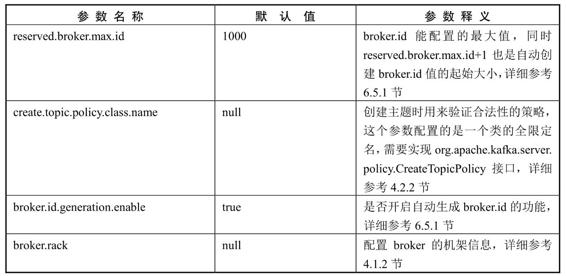 参 数 名 称 默 认 值 参 数 释 义
reserved.broker.max.id 1000 broker.id 能配置的最大值，同时
reserved.broker.max.id+1 也是自动创
建 broker.id 值的起始大小，详细参考
6.5.1 节
create.topic.policy.class.name null 创建主题时用来验证合法性的策略，
这个参数配置的是一个类的全限定
名，需要实现 org.apache.kafka.server.
policy.CreateTopicPolicy 接口，详细
参考 4.2.2 节
broker.id.generation.enable true 是否开启自动生成 broker.id 的功能，
详细参考 6.5.1 节
broker.rack null 配置 broker 的机架信息，详细参考
4.1.2 节